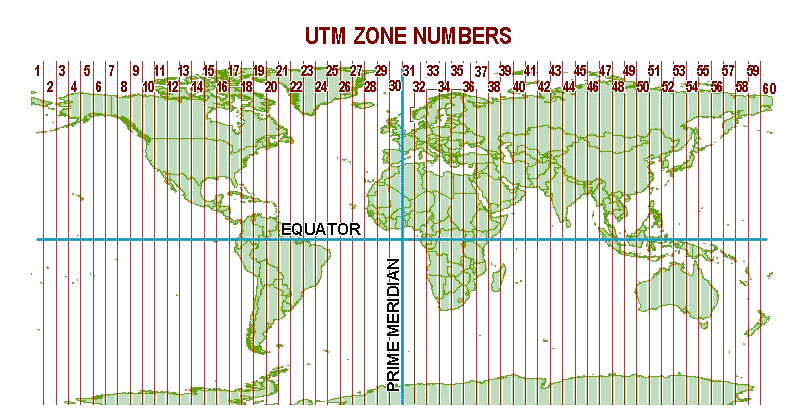 UTM ZONE NUMBERS
1 3 5 7 9 11 13 15 17 19 21 23 25 27 29 31 33 35 37 39 41 43 45 47 49 51 53 55 57 59
2 4 6 8 10 12 14 16 18 20 22 24 26 28 30 32 34 36 38 40 42 44 46 48 50 52 54 56 58 60
EQUATOR
PRIME MERIDIAN